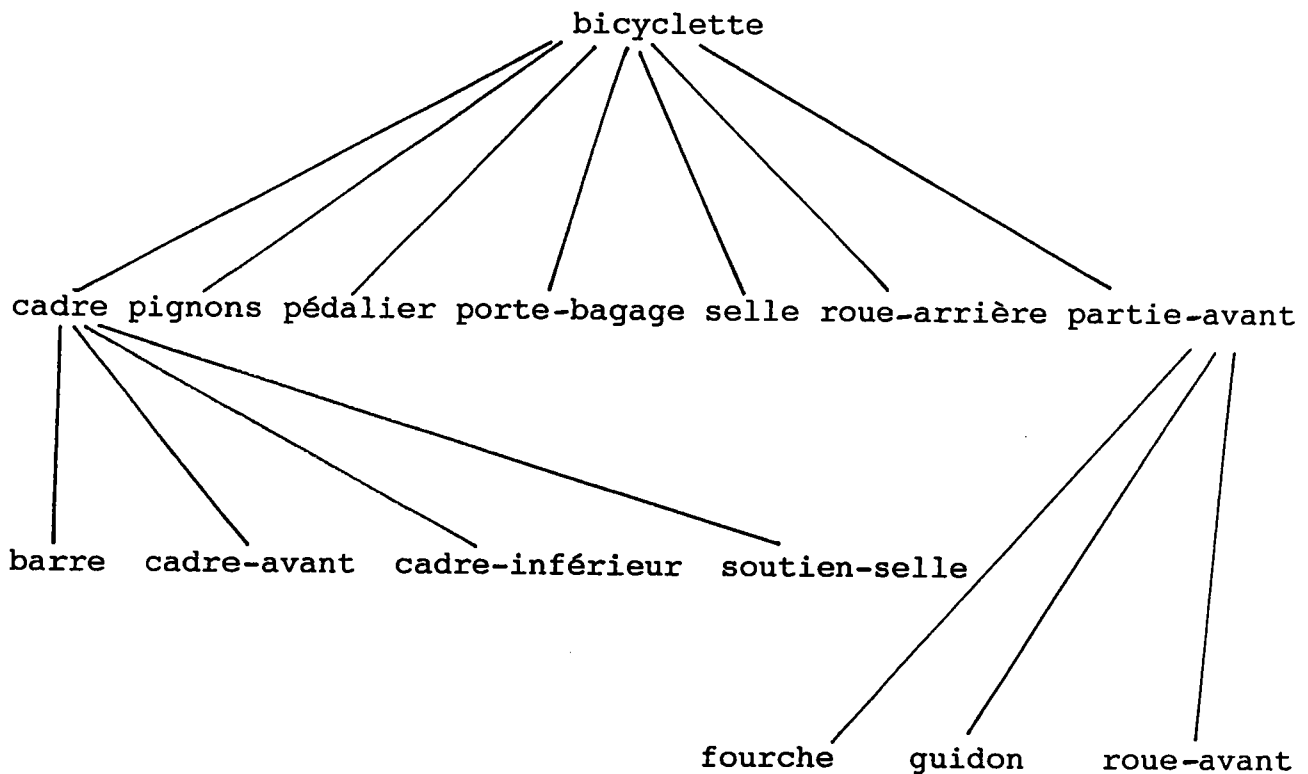 bicyclette
cadre pignons pédalier porte-bagage selle roue-arrière partie-avant
barre cadre-avant cadre-inférieur soutien-selle
fourche guidon roue-avant